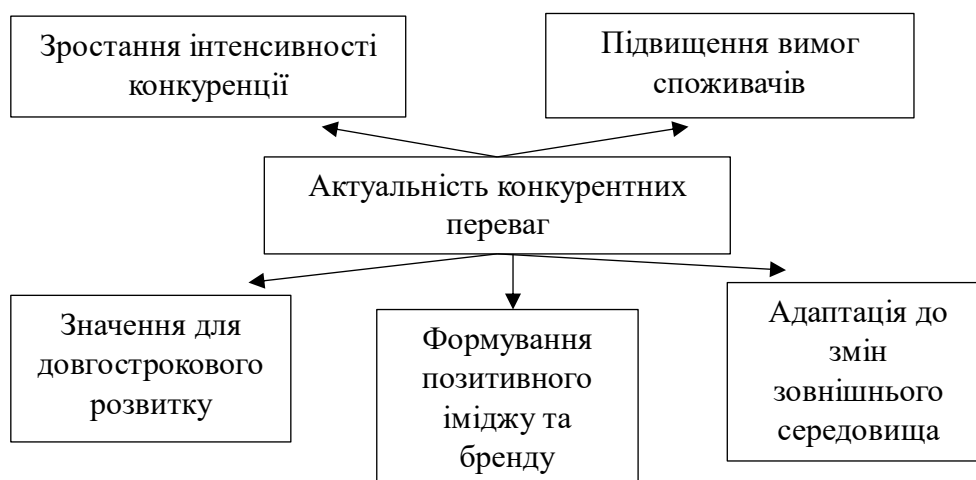 Зростання інтенсивності
конкуренції
Підвищення вимог
споживачів
Актуальність конкурентних
переваг
Значення для
довгострокового
розвитку
Формування
позитивного
іміджу та
бренду
Адаптація до
змін
зовнішнього
середовища